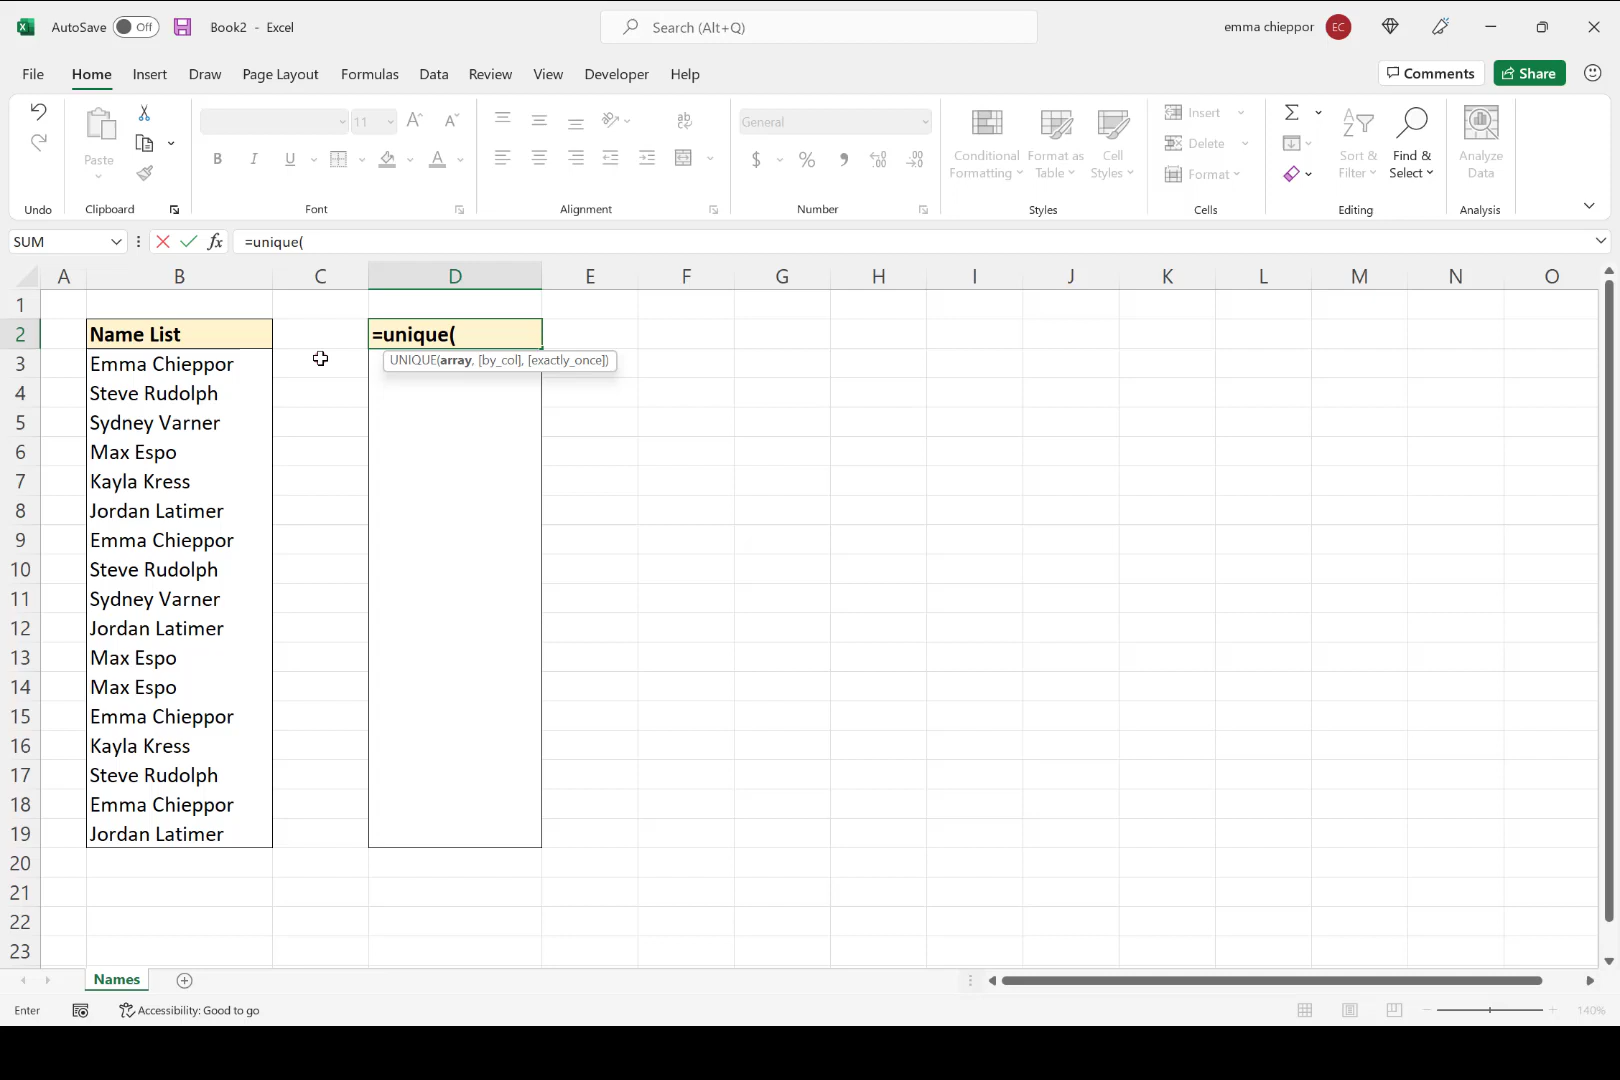 AutoSave Off Book2 - Excel Search (Alt+Q) emma chieppor EC
File Home Insert Draw Page Layout Formulas Data Review View Developer Help Comments Share
Paste
11
General
Conditional Formatting
Format as Table
Cell Styles
Insert
Delete
Format
Sort & Filter
Find & Select
Analyze Data
Undo Clipboard Font Alignment Number Styles Cells Editing Analysis
SUM fx =unique(
A B C D E F G H I J K L M N O
1
2 Name List =unique(
UNIQUE(array, [by_col], [exactly_once])
3 Emma Chieppor
4 Steve Rudolph
5 Sydney Varner
6 Max Espo
7 Kayla Kress
8 Jordan Latimer
9 Emma Chieppor
10 Steve Rudolph
11 Sydney Varner
12 Jordan Latimer
13 Max Espo
14 Max Espo
15 Emma Chieppor
16 Kayla Kress
17 Steve Rudolph
18 Emma Chieppor
19 Jordan Latimer
20
21
22
23
Names
Enter Accessibility: Good to go 140%